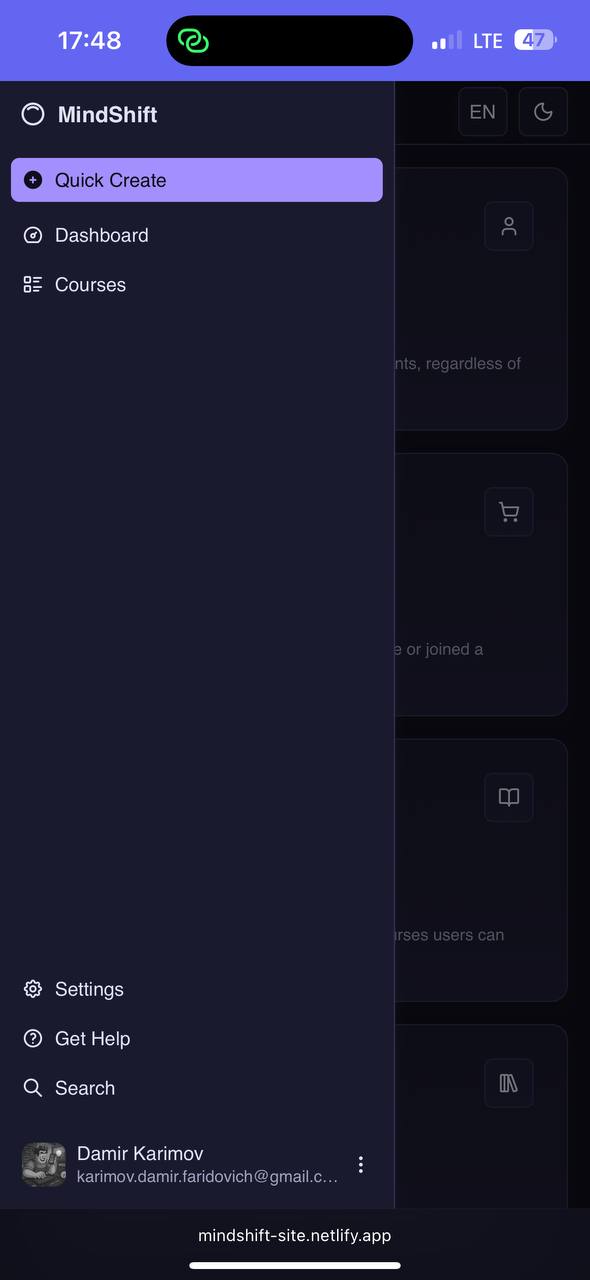 17:48
LTE
47
MindShift
EN
Quick Create
Dashboard
Courses
nts, regardless of
e or joined a
urses users can
Settings
Get Help
Search
Damir Karimov
karimov.damir.faridovich@gmail.c...
mindshift-site.netlify.app